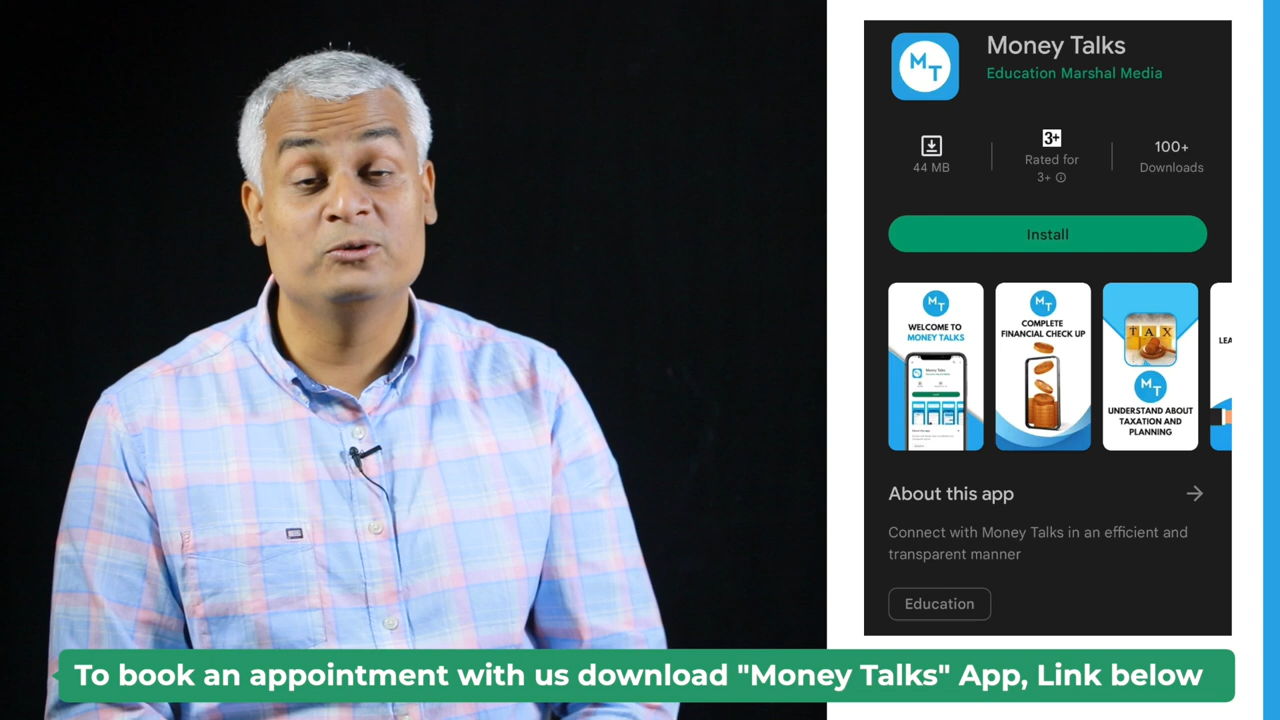 MT
Money Talks
Education Marshal Media
44 MB
3+
Rated for
3+
100+
Downloads
Install
MT
WELCOME TO
MONEY TALKS
Money Talks
MT
COMPLETE
FINANCIAL CHECK UP
TAX
MT
UNDERSTAND ABOUT
TAXATION AND
PLANNING
LEA
About this app
Connect with Money Talks in an efficient and
transparent manner
Education
To book an appointment with us download "Money Talks" App, Link below